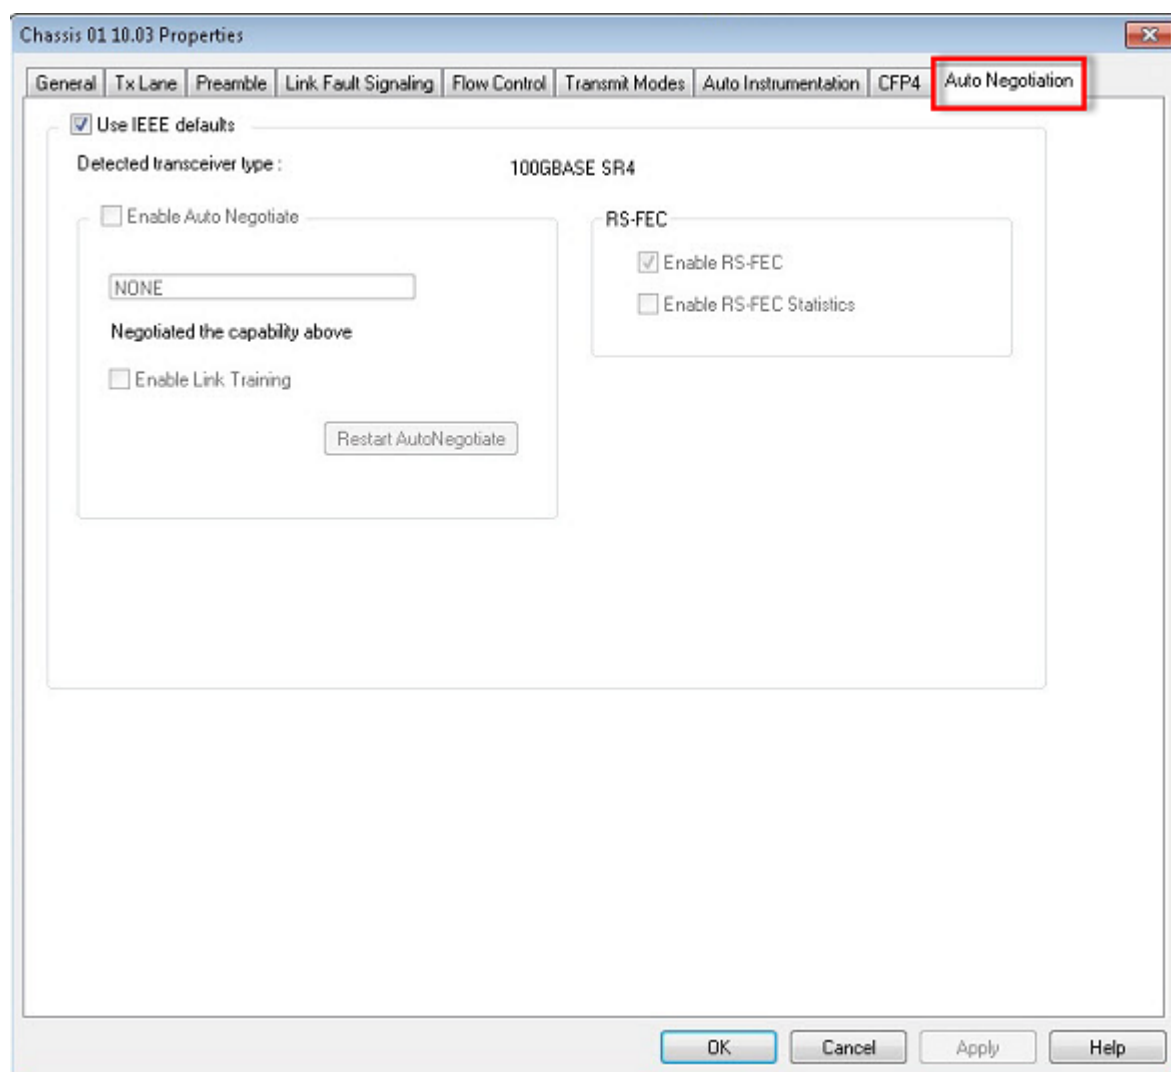 Chassis 01 10.03 Properties
General Tx Lane Preamble Link Fault Signaling Flow Control Transmit Modes Auto Instrumentation CFP4 Auto Negotiation
Use IEEE defaults
Detected transceiver type : 100GBASE SR4
Enable Auto Negotiate
NONE
Negotiated the capability above
Enable Link Training
Restart AutoNegotiate
RS-FEC
Enable RS-FEC
Enable RS-FEC Statistics
OK Cancel Apply Help